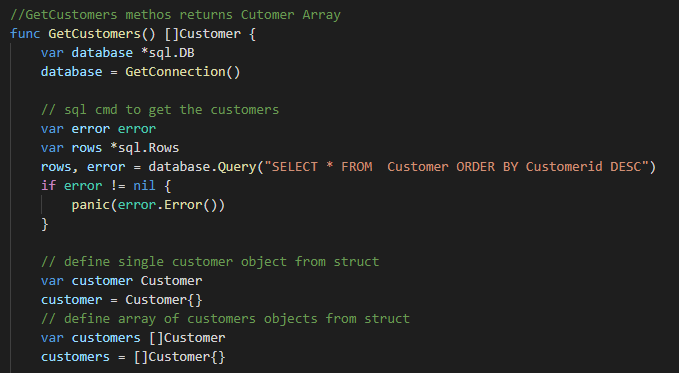 //GetCustomers methos returns Cutomer Array
func GetCustomers() []Customer {
    var database *sql.DB
    database = GetConnection()

    // sql cmd to get the customers
    var error error
    var rows *sql.Rows
    rows, error = database.Query("SELECT * FROM  Customer ORDER BY Customerid DESC")
    if error != nil {
        panic(error.Error())
    }

    // define single customer object from struct
    var customer Customer
    customer = Customer{}
    // define array of customers objects from struct
    var customers []Customer
    customers = []Customer{}